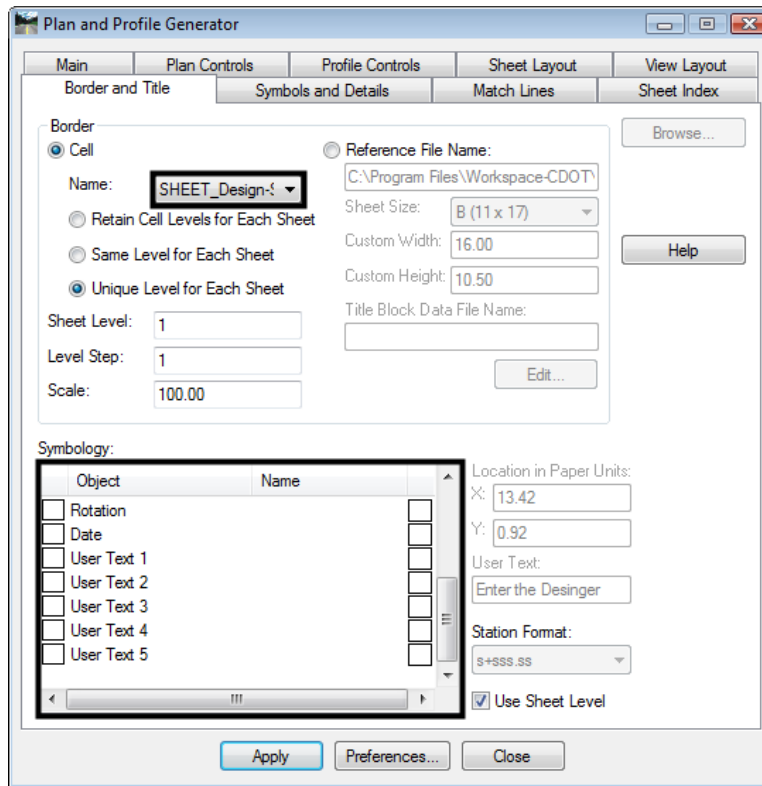 Plan and Profile Generator
Main Plan Controls Profile Controls Sheet Layout View Layout
Border and Title Symbols and Details Match Lines Sheet Index
Border
Cell
Name: SHEET_Design-S
Retain Cell Levels for Each Sheet
Same Level for Each Sheet
Unique Level for Each Sheet
Sheet Level: 1
Level Step: 1
Scale: 100.00
Reference File Name:
C:\Program Files\Workspace-CDOT\
Sheet Size: B (11 x 17)
Custom Width: 16.00
Custom Height: 10.50
Title Block Data File Name:
Edit...
Browse...
Help
Symbology:
Object Name
Rotation
Date
User Text 1
User Text 2
User Text 3
User Text 4
User Text 5
Location in Paper Units:
X: 13.42
Y: 0.92
User Text:
Enter the Desinger
Station Format:
s+sss.ss
Use Sheet Level
Apply Preferences... Close